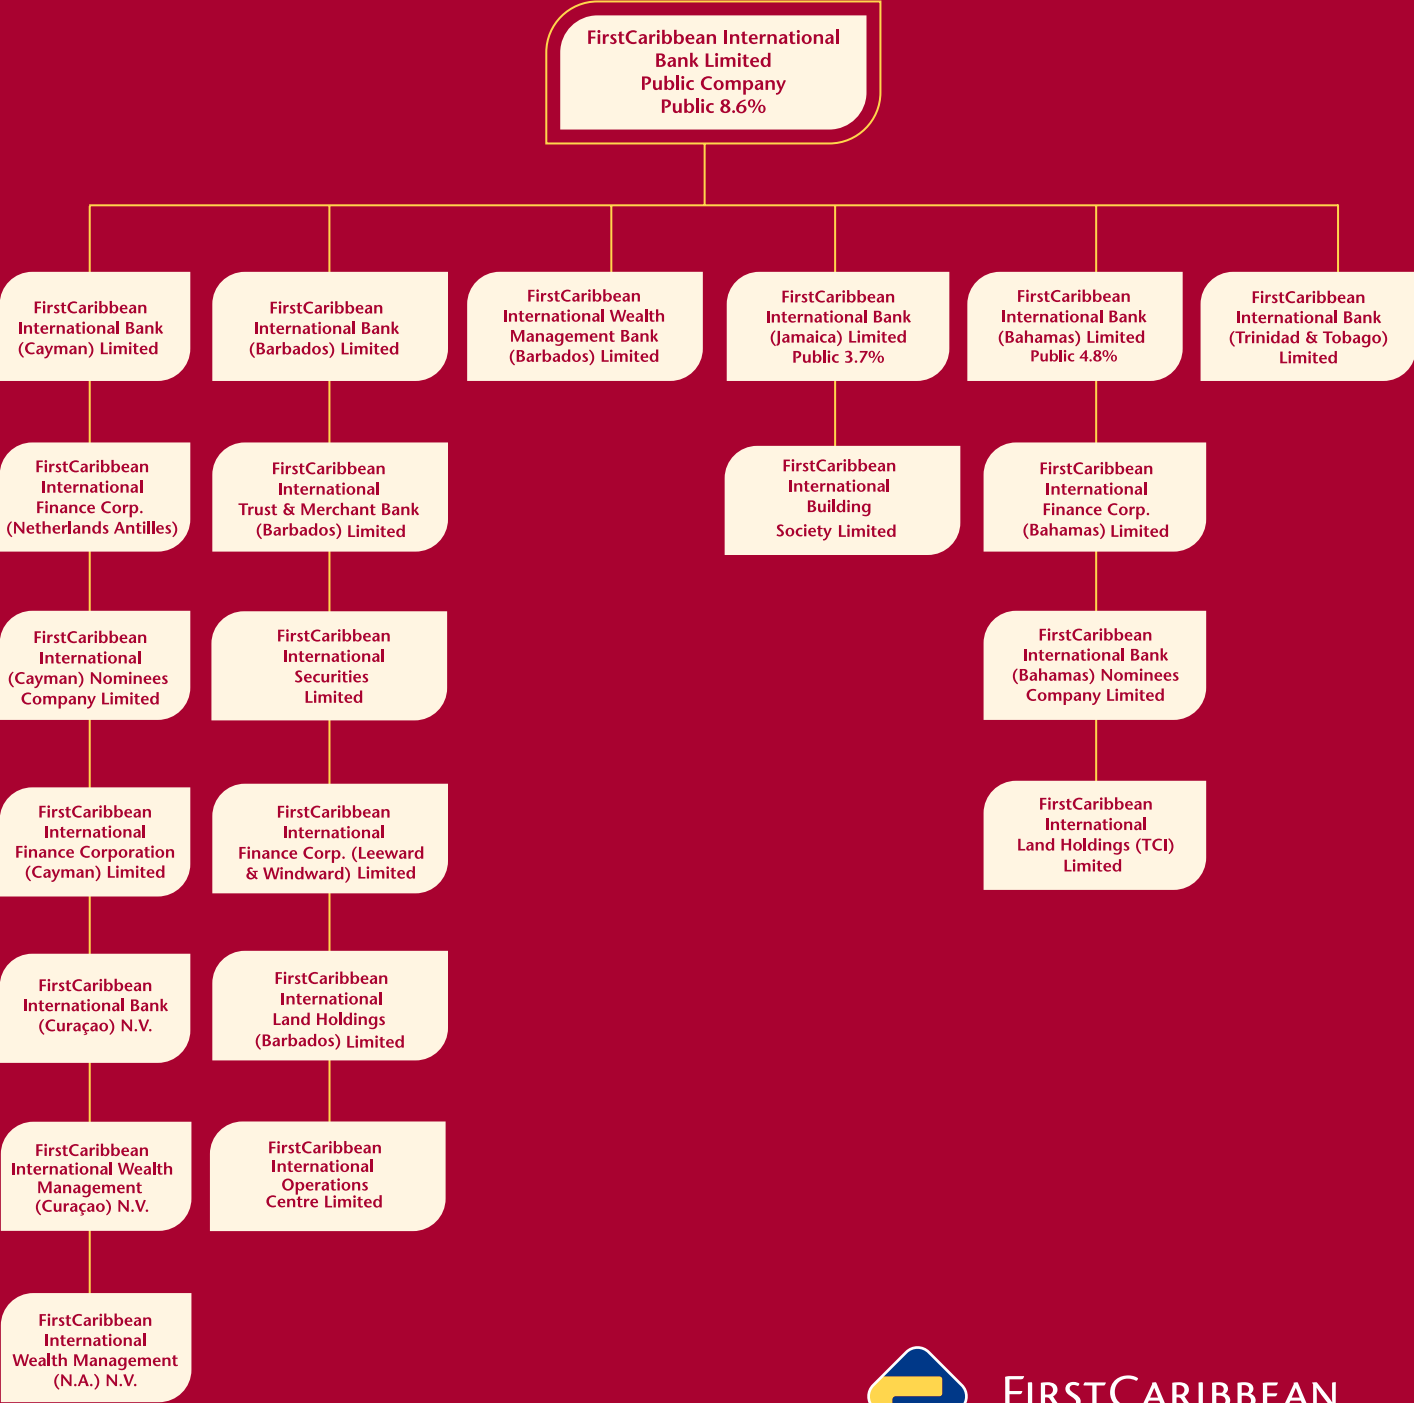 FirstCaribbean International
Bank Limited
Public Company
Public 8.6%
FirstCaribbean
International Bank
(Cayman) Limited
FirstCaribbean
International Bank
(Barbados) Limited
FirstCaribbean
International Wealth
Management Bank
(Barbados) Limited
FirstCaribbean
International Bank
(Jamaica) Limited
Public 3.7%
FirstCaribbean
International Bank
(Bahamas) Limited
Public 4.8%
FirstCaribbean
International Bank
(Trinidad & Tobago)
Limited
FirstCaribbean
International
Finance Corp.
(Netherlands Antilles)
FirstCaribbean
International
Trust & Merchant Bank
(Barbados) Limited
FirstCaribbean
International
Building
Society Limited
FirstCaribbean
International
Finance Corp.
(Bahamas) Limited
FirstCaribbean
International
(Cayman) Nominees
Company Limited
FirstCaribbean
International
Securities
Limited
FirstCaribbean
International Bank
(Bahamas) Nominees
Company Limited
FirstCaribbean
International
Finance Corporation
(Cayman) Limited
FirstCaribbean
International
Finance Corp. (Leeward
& Windward) Limited
FirstCaribbean
International
Land Holdings (TCI)
Limited
FirstCaribbean
International Bank
(Curaçao) N.V.
FirstCaribbean
International
Land Holdings
(Barbados) Limited
FirstCaribbean
International Wealth
Management
(Curaçao) N.V.
FirstCaribbean
International
Operations
Centre Limited
FirstCaribbean
International
Wealth Management
(N.A.) N.V.
FIRSTCARIBBEAN